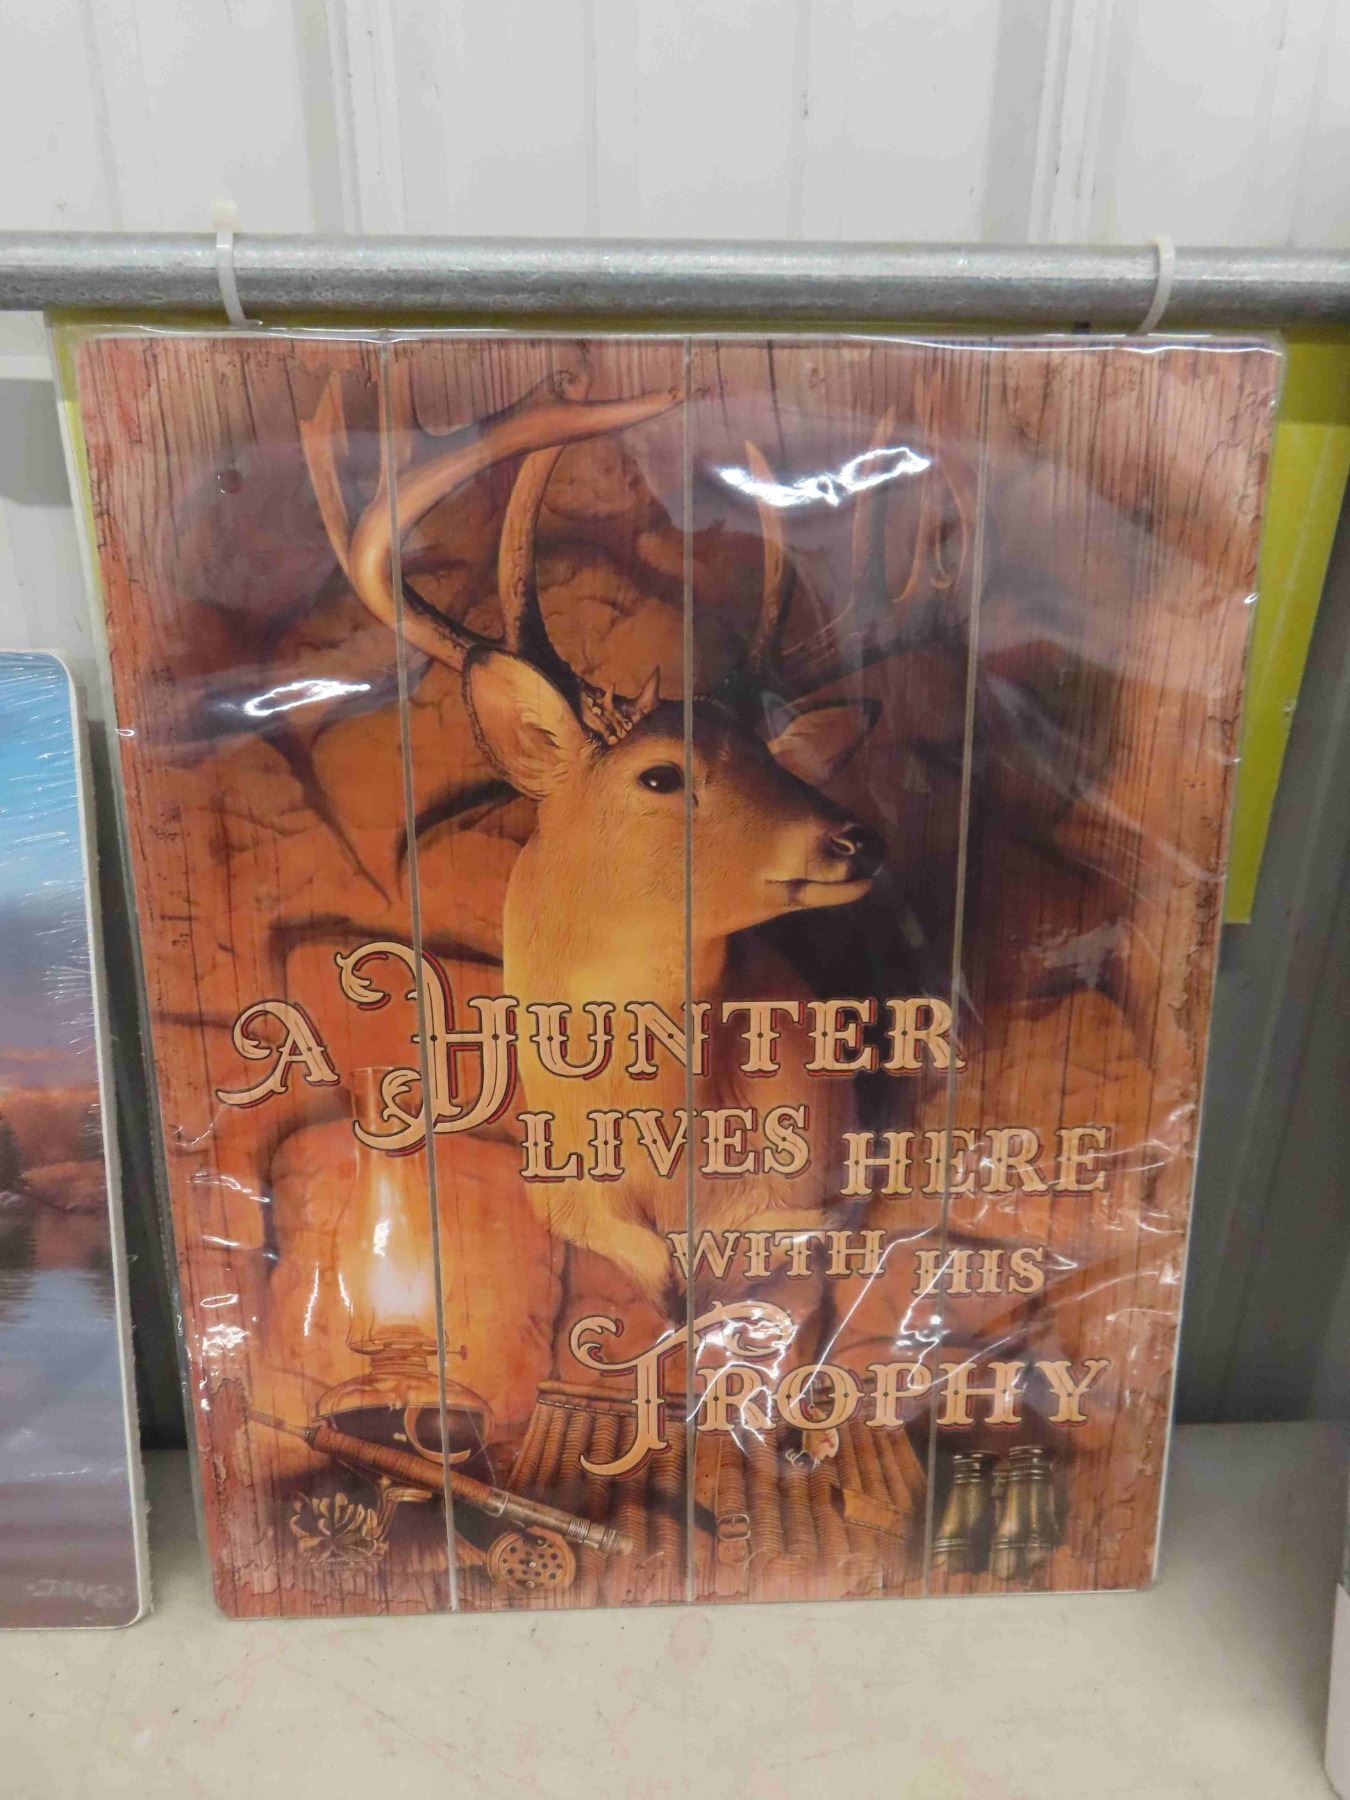 A HUNTER
LIVES HERE
WITH HIS
TROPHY